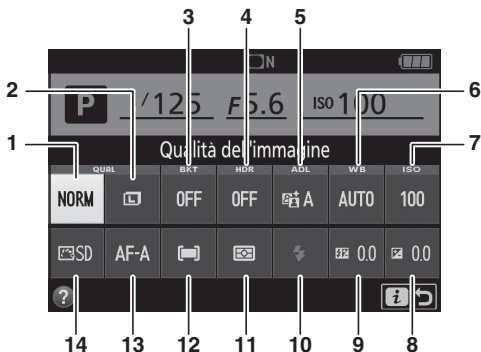 3 4 5
N
2 6
P 1/125 F5.6 ISO 100
Qualità dell'immagine
1 7
QUAL BKT HDR ADL WB ISO
NORM L OFF OFF A AUTO 100
SD AF-A 0.0 0.0
? i
14 13 12 11 10 9 8